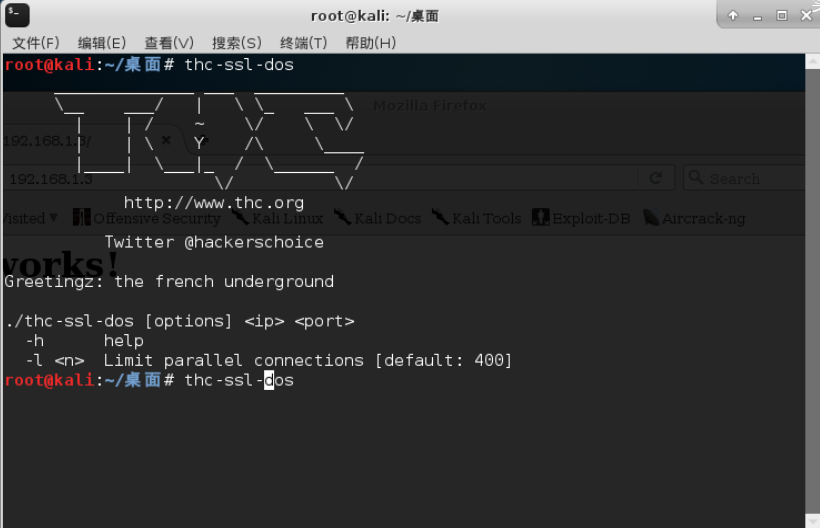 root@kali: ~/桌面
文件(F) 编辑(E) 查看(V) 搜索(S) 终端(T) 帮助(H)
root@kali:~/桌面# thc-ssl-dos
Mozilla Firefox
192.168.1.3/
192.168.1.3
Search
http://www.thc.org
Visited
Offensive Security
Kali Linux
Kali Docs
Kali Tools
Exploit-DB
Aircrack-ng
Twitter @hackerschoice
works!
Greetingz: the french underground
./thc-ssl-dos [options] <ip> <port>
-h help
-l <n> Limit parallel connections [default: 400]
root@kali:~/桌面# thc-ssl-dos